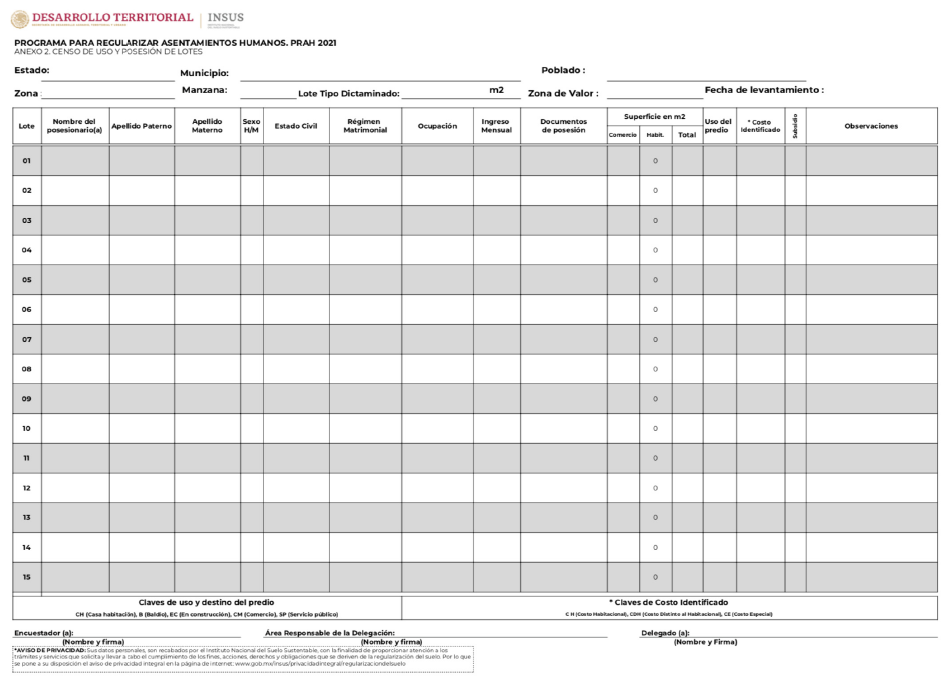 DESARROLLO TERRITORIAL | INSUS
PROGRAMA PARA REGULARIZAR ASENTAMIENTOS HUMANOS. PRAH 2021
ANEXO 2. CENSO DE USO Y POSESIÓN DE LOTES
Estado: Municipio: Poblado :
Zona : Manzana: Lote Tipo Dictaminado: m2 Zona de Valor : Fecha de levantamiento :
Lote Nombre del posesionario(a) Apellido Paterno Apellido Materno Sexo H/M Estado Civil Régimen Matrimonial Ocupación Ingreso Mensual Documentos de posesión Superficie en m2 Uso del predio * Costo Identificado Subsidio Observaciones
Comercio Habit. Total
01 0
02 0
03 0
04 0
05 0
06 0
07 0
08 0
09 0
10 0
11 0
12 0
13 0
14 0
15 0
Claves de uso y destino del predio * Claves de Costo Identificado
CH (Casa habitación), B (Baldío), EC (En construcción), CM (Comercio), SP (Servicio público) C H (Costo Habitacional), CDH (Costo Distinto al Habitacional), CE (Costo Especial)
Encuestador (a): Área Responsable de la Delegación: Delegado (a):
(Nombre y firma) (Nombre y firma) (Nombre y Firma)
*AVISO DE PRIVACIDAD: Sus datos personales, son recabados por el Instituto Nacional del Suelo Sustentable, con la finalidad de proporcionar atención a los
trámites y servicios que solicita y llevar a cabo el cumplimiento de los fines, acciones, derechos y obligaciones que se deriven de la regularización del suelo. Por lo que
se pone a su disposición el aviso de privacidad integral en la página de internet: www.gob.mx/insus/privacidadintegral/regularizaciondelsuelo